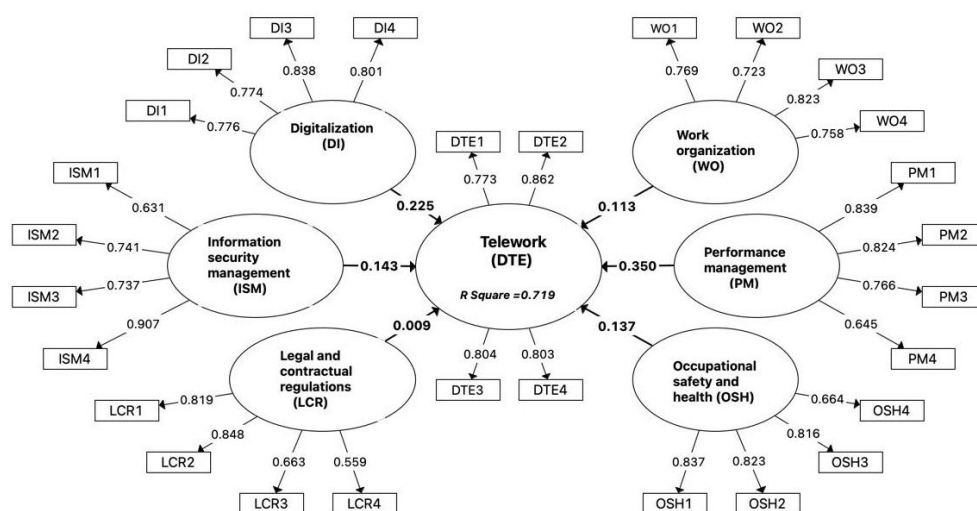 DI3
DI4
DI2
DI1
0.838
0.801
0.774
0.776
Digitalization
(DI)
WO1
WO2
WO3
WO4
0.769
0.723
0.823
0.758
Work
organization
(WO)
DTE1
DTE2
0.773
0.862
0.225
0.113
ISM1
ISM2
ISM3
ISM4
0.631
0.741
0.737
0.907
Information
security
management
(ISM)
0.143
Telework
(DTE)
R Square =0.719
0.350
Performance
management
(PM)
PM1
PM2
PM3
PM4
0.839
0.824
0.766
0.645
0.009
0.137
0.804
0.803
DTE3
DTE4
Legal and
contractual
regulations
(LCR)
LCR1
LCR2
LCR3
LCR4
0.819
0.848
0.663
0.559
Occupational
safety and
health (OSH)
0.664
OSH4
0.816
OSH3
0.837
0.823
OSH1
OSH2